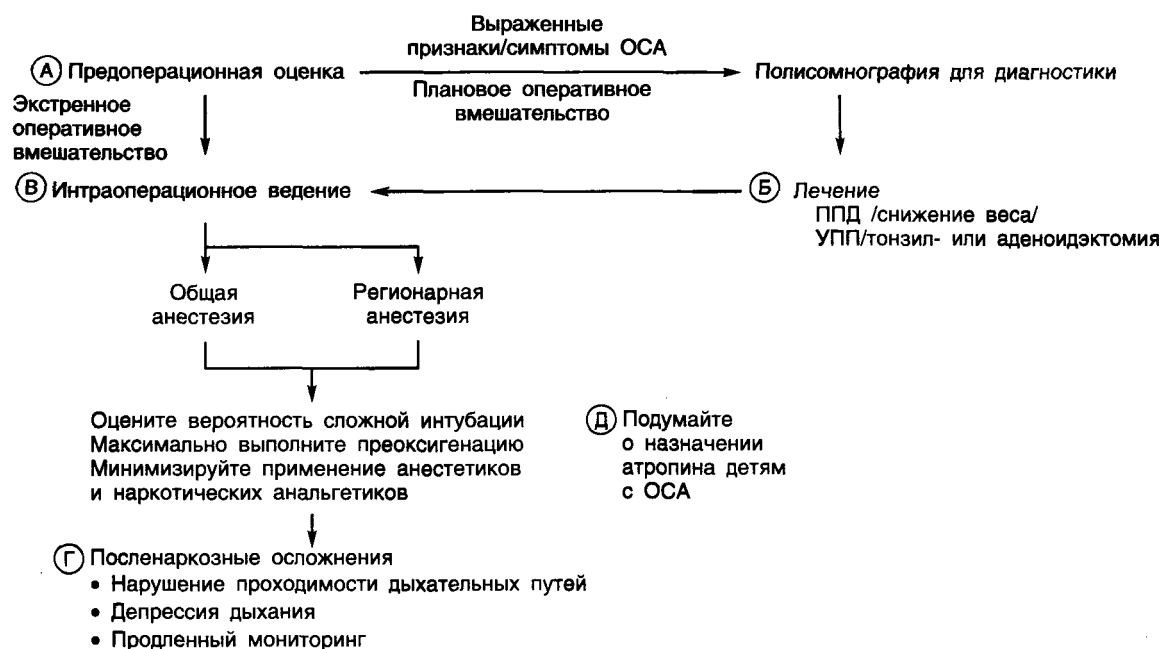 Выраженные
признаки/симптомы ОСА
А Предоперационная оценка
Полисомнография для диагностики
Плановое оперативное
вмешательство
Экстренное
оперативное
вмешательство
В Интраоперационное ведение
Б Лечение
ППД /снижение веса/
УПП/тонзил- или аденоидэктомия
Общая
анестезия
Регионарная
анестезия
Оцените вероятность сложной интубации
Максимально выполните преоксигенацию
Минимизируйте применение анестетиков
и наркотических анальгетиков
Д Подумайте
о назначении
атропина детям
с ОСА
Г Посленаркозные осложнения
• Нарушение проходимости дыхательных путей
• Депрессия дыхания
• Продленный мониторинг